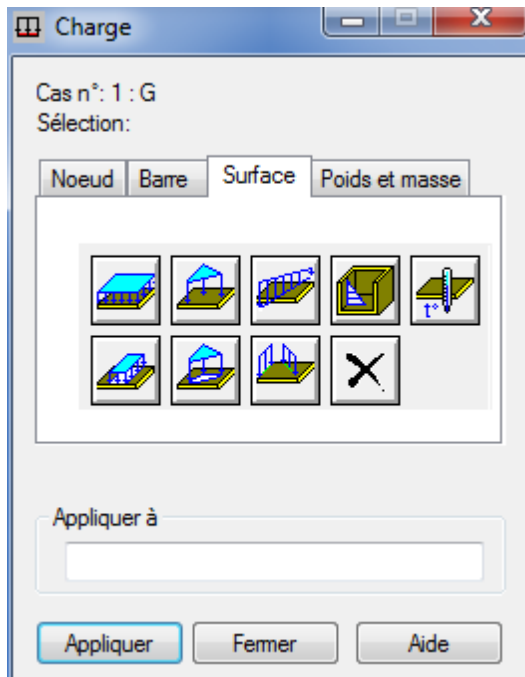 Charge
Cas n°: 1 : G
Sélection:
Noeud Barre Surface Poids et masse
t°
Appliquer à
Appliquer Fermer Aide